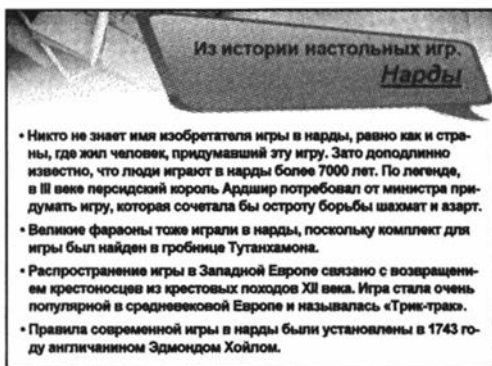 Из истории настольных игр.
Нарды
• Никто не знает имя изобретателя игры в нарды, равно как и стра-
ны, где жил человек, придумавший эту игру. Зато доподлинно
известно, что люди играют в нарды более 7000 лет. По легенде,
в III веке персидский король Ардшир потребовал от министра при-
думать игру, которая сочетала бы остроту борьбы шахмат и азарт.
• Великие фараоны тоже играли в нарды, поскольку комплект для
игры был найден в гробнице Тутанхамона.
• Распространение игры в Западной Европе связано с возвращени-
ем крестоносцев из крестовых походов XII века. Игра стала очень
популярной в средневековой Европе и называлась «Трик-трак».
• Правила современной игры в нарды были установлены в 1743 го-
ду англичанином Эдмондом Хойлом.